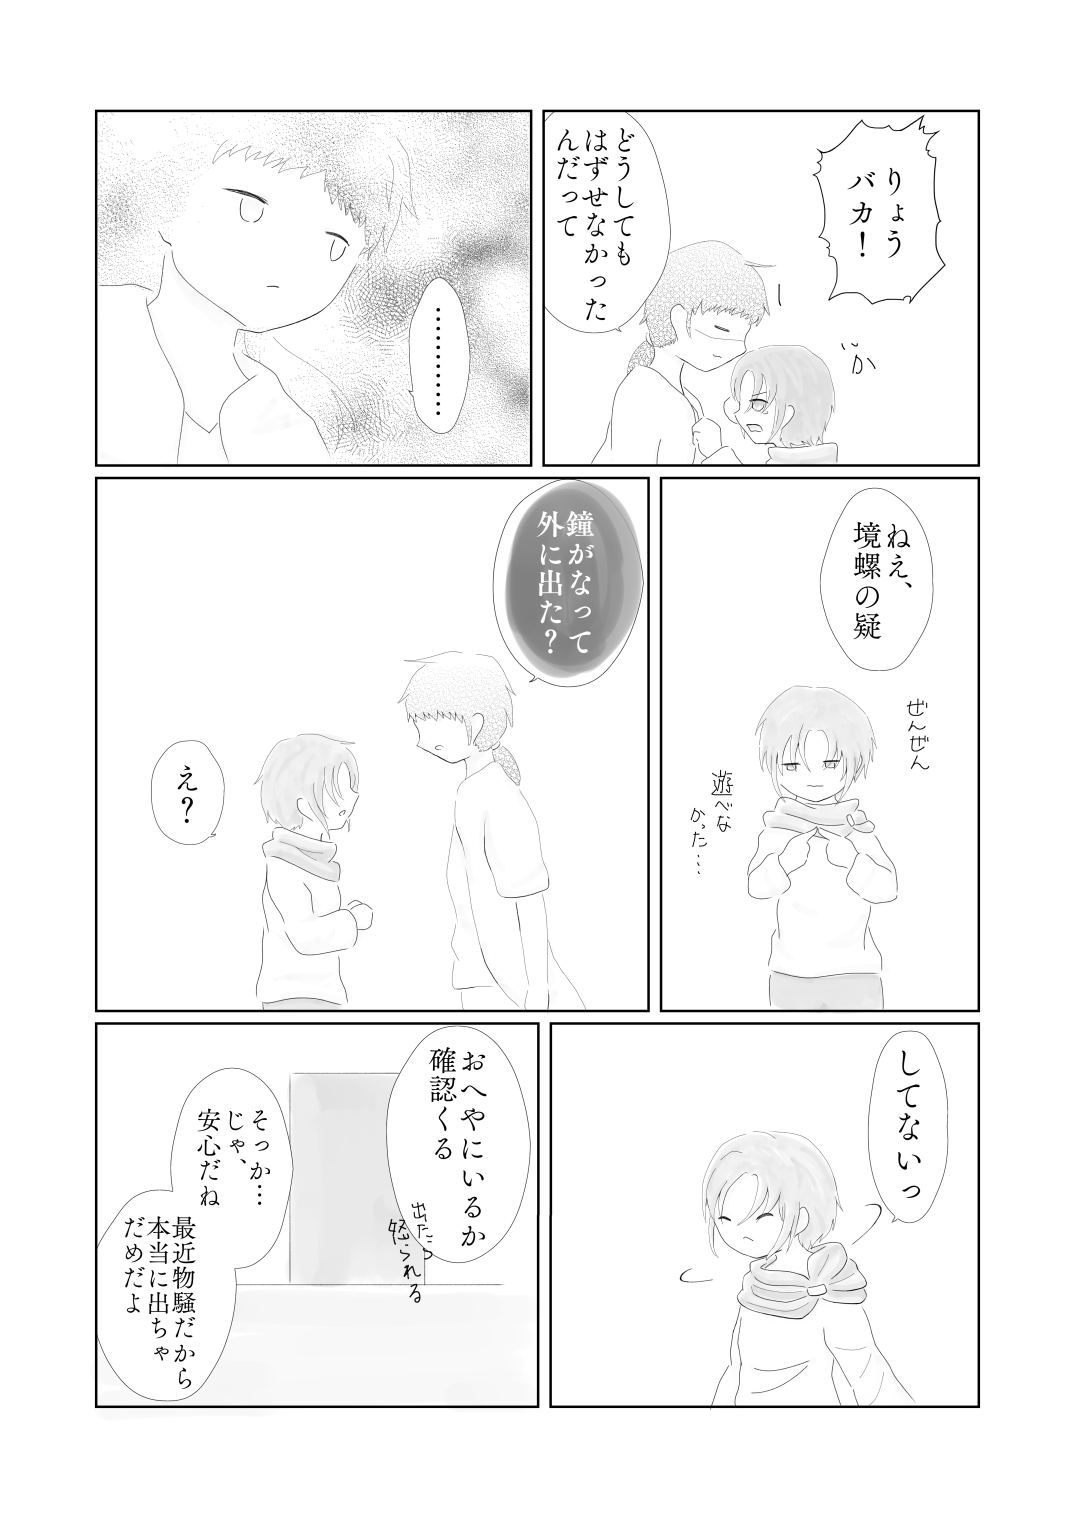 りょう
バカ！
どうしても
はずせなかった
んだって
か
………
ねえ、
境螺の疑
ぜんぜん
遊べな
かった…
鐘がなって
外に出た？
え？
してないっ
おへやにいるか
確認くる
出たら
怒られる
そっか…
じゃ、
安心だね
最近物騒だから
本当に出ちゃ
だめだよ